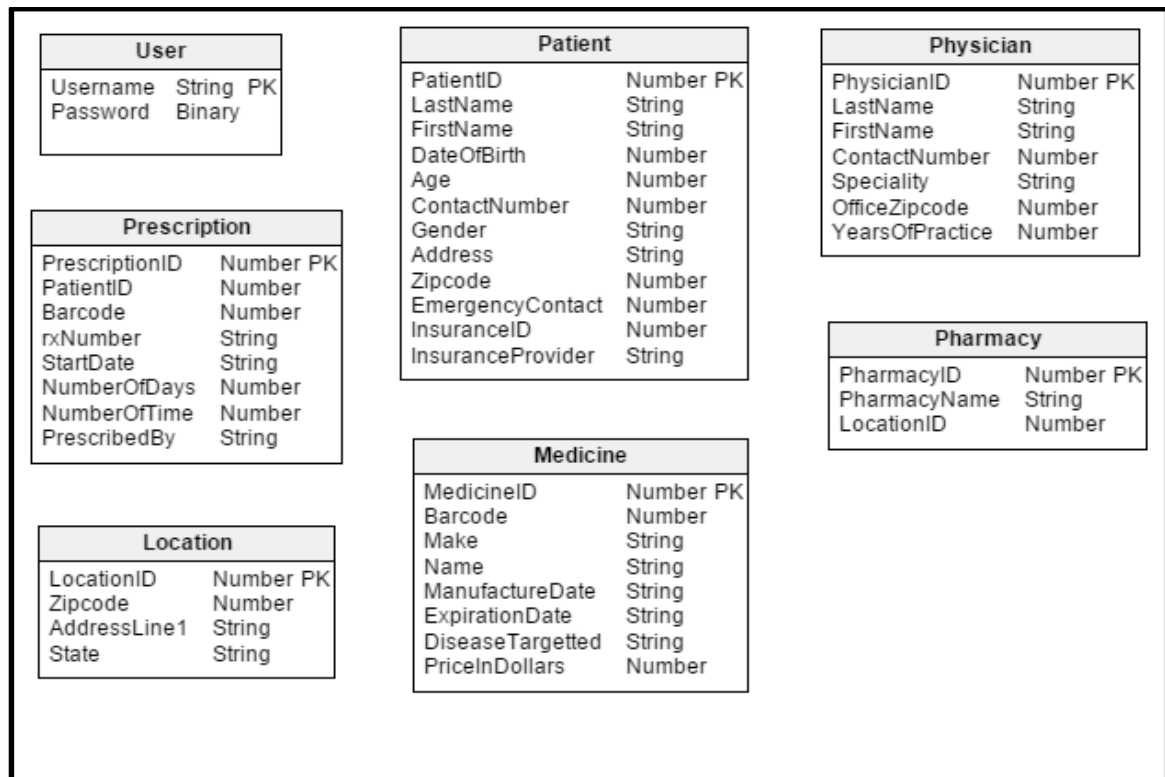 User
Username String PK
Password Binary
Patient
PatientID Number PK
LastName String
FirstName String
DateOfBirth Number
Age Number
ContactNumber Number
Gender String
Address String
Zipcode Number
EmergencyContact Number
InsuranceID Number
InsuranceProvider String
Physician
PhysicianID Number PK
LastName String
FirstName String
ContactNumber Number
Speciality String
OfficeZipcode Number
YearsOfPractice Number
Prescription
PrescriptionID Number PK
PatientID Number
Barcode Number
rxNumber String
StartDate String
NumberOfDays Number
NumberOfTime Number
PrescribedBy String
Pharmacy
PharmacyID Number PK
PharmacyName String
LocationID Number
Medicine
MedicineID Number PK
Barcode Number
Make String
Name String
ManufactureDate String
ExpirationDate String
DiseaseTargetted String
PriceInDollars Number
Location
LocationID Number PK
Zipcode Number
AddressLine1 String
State String